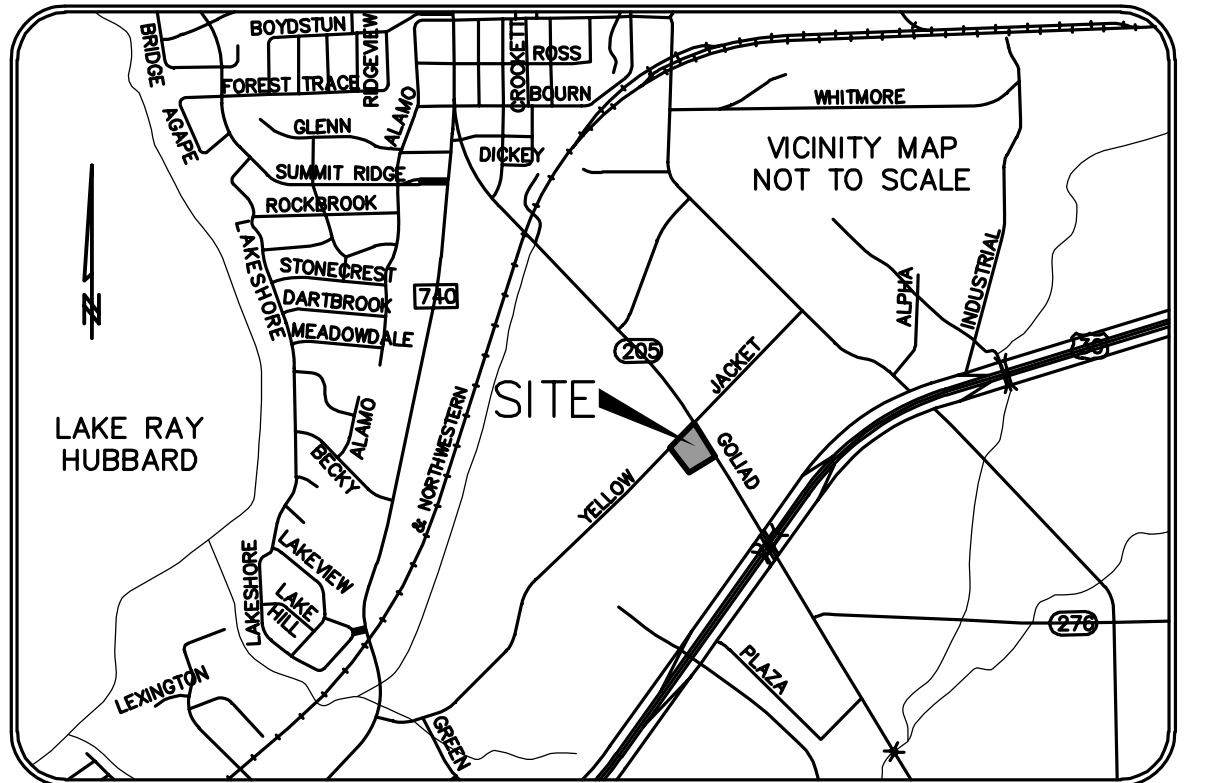 BRIDGE
BOYDSTUN
RIDGEVIEW
CROCKETT
ROSS
FOREST TRACE
ALAMO
BOURN
WHITMORE
AGAPE
GLENN
DICKEY
VICINITY MAP
NOT TO SCALE
SUMMIT RIDGE
ROCKBROOK
LAKESHORE
STONECREST
DARTBROOK
MEADOWDALE
740
ALPHA
INDUSTRIAL
205
30
JACKET
SITE
GOLIAD
YELLOW
LAKE RAY
HUBBARD
ALAMO
BECKY
& NORTHWESTERN
LAKESHORE
LAKEVIEW
LAKE
HILL
276
PLAZA
LEXINGTON
GREEN
N